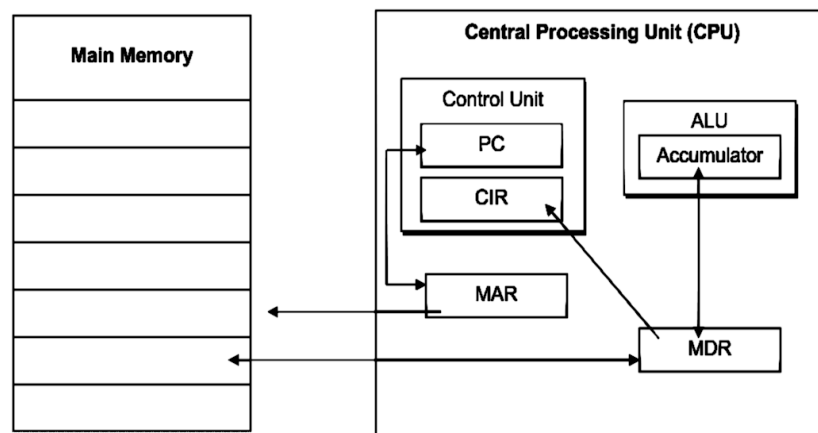 Main Memory
Central Processing Unit (CPU)
Control Unit
PC
CIR
ALU
Accumulator
MAR
MDR